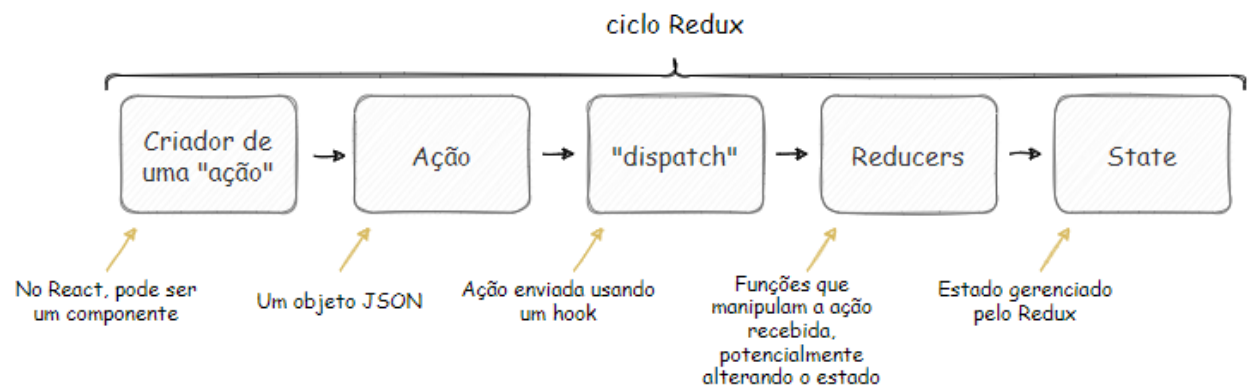 ciclo Redux
Criador de
uma "ação"
Ação
"dispatch"
Reducers
State
No React, pode ser
um componente
Um objeto JSON
Ação enviada usando
um hook
Funções que
manipulam a ação
recebida,
potencialmente
alterando o estado
Estado gerenciado
pelo Redux